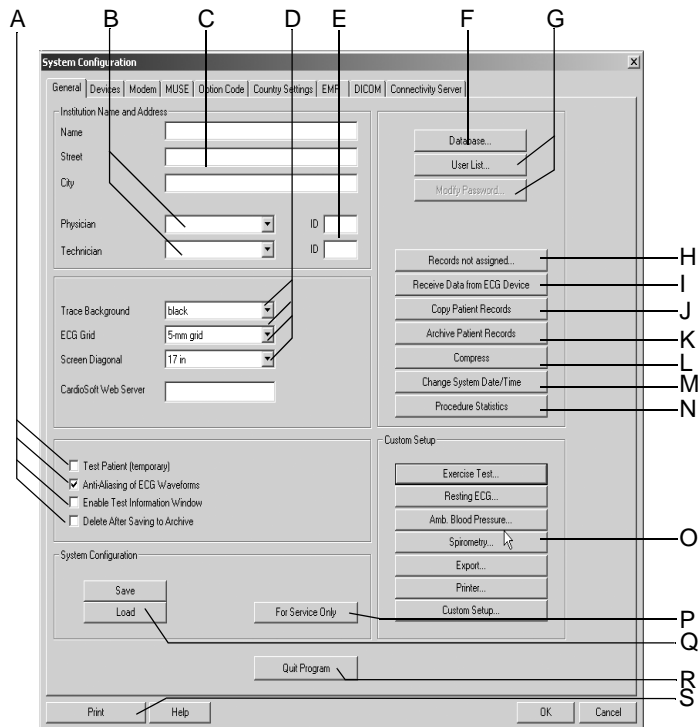 A B C D E F G
System Configuration
General Devices Modem MUSE Option Code Country Settings EMR DICOM Connectivity Server
Institution Name and Address
Name
Street
City
Physician ID
Technician ID
Database...
User List...
Modify Password...
Records not assigned... H
Receive Data from ECG Device I
Copy Patient Records J
Archive Patient Records K
Compress L
Change System Date/Time M
Procedure Statistics N
Trace Background black
ECG Grid 5-mm grid
Screen Diagonal 17 in
CardioSoft Web Server
Test Patient (temporary)
Anti-Aliasing of ECG Waveforms
Enable Test Information Window
Delete After Saving to Archive
Custom Setup
Exercise Test...
Resting ECG...
Amb. Blood Pressure...
Spirometry... O
Export...
Printer...
Custom Setup...
System Configuration
Save
Load
For Service Only P
Q
Quit Program R
S
Print Help OK Cancel